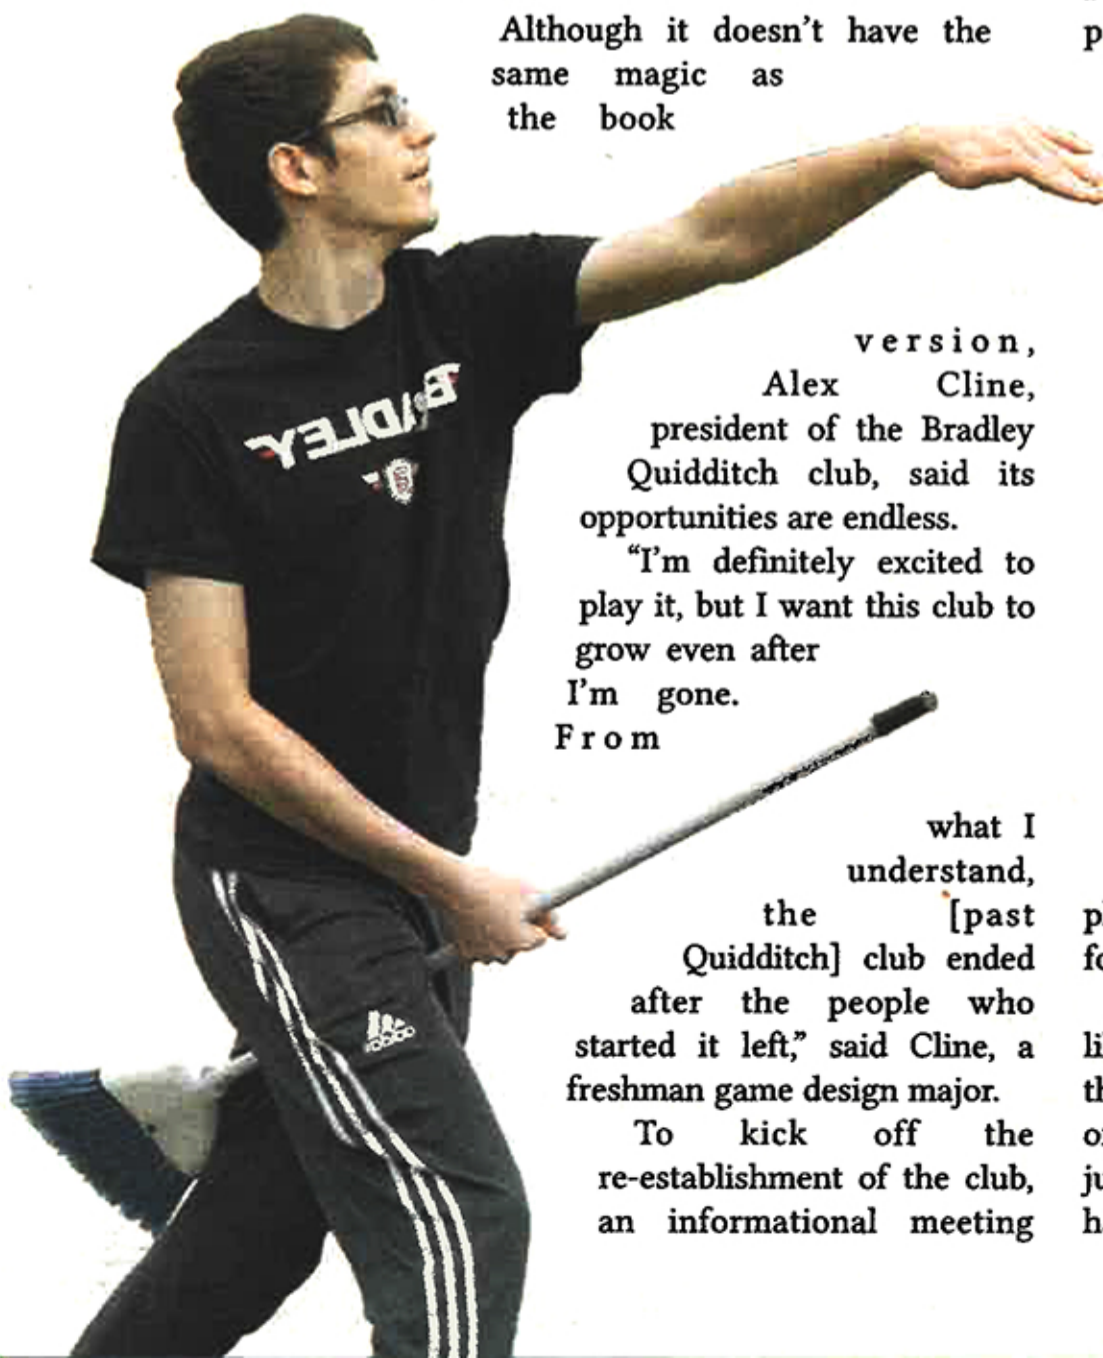 Although it doesn't have the
same magic as
the book
BRADLEY
version,
Alex Cline,
president of the Bradley
Quidditch club, said its
opportunities are endless.
“I'm definitely excited to
play it, but I want this club to
grow even after
I'm gone.
From
what I
understand,
the [past
Quidditch] club ended
after the people who
started it left,” said Cline, a
freshman game design major.
To kick off the
re-establishment of the club,
an informational meeting